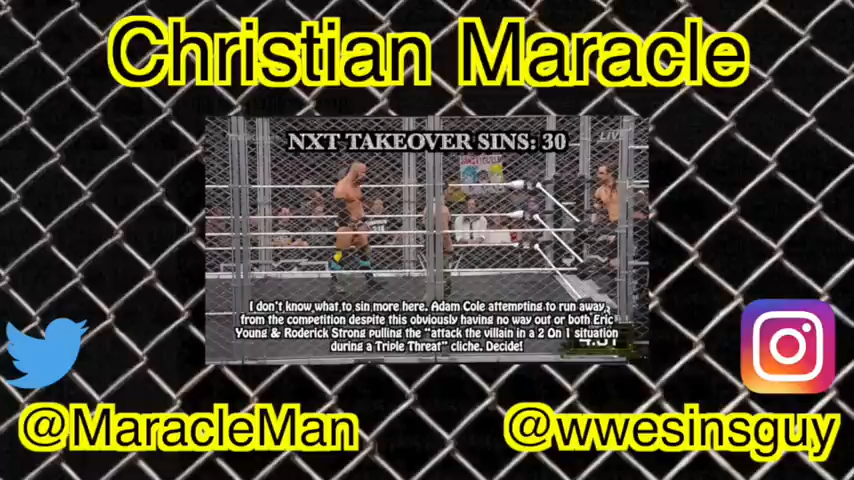 Christian Maracle
NXT TAKEOVER SINS: 30
LIVE
I don't know what to sin more here. Adam Cole attempting to run away
from the competition despite this obviously having no way out or both Eric
Young & Roderick Strong pulling the "attack the villain in a 2 On 1 situation
during a Triple Threat" cliche. Decide!
@MaracleMan
@wwesinsguy